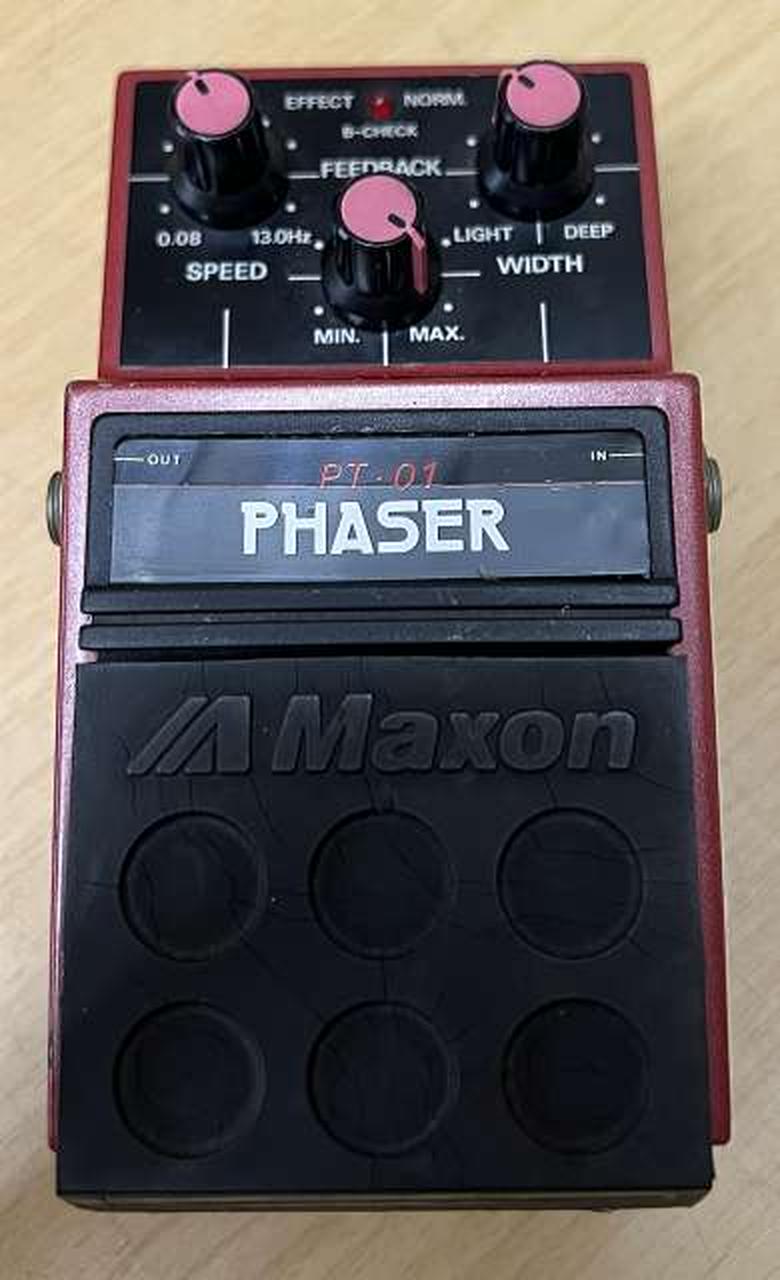 EFFECT NORM.
B-CHECK
FEEDBACK
0.08 13.0Hz LIGHT DEEP
SPEED WIDTH
MIN. MAX.
OUT IN
PT-01
PHASER
Maxon